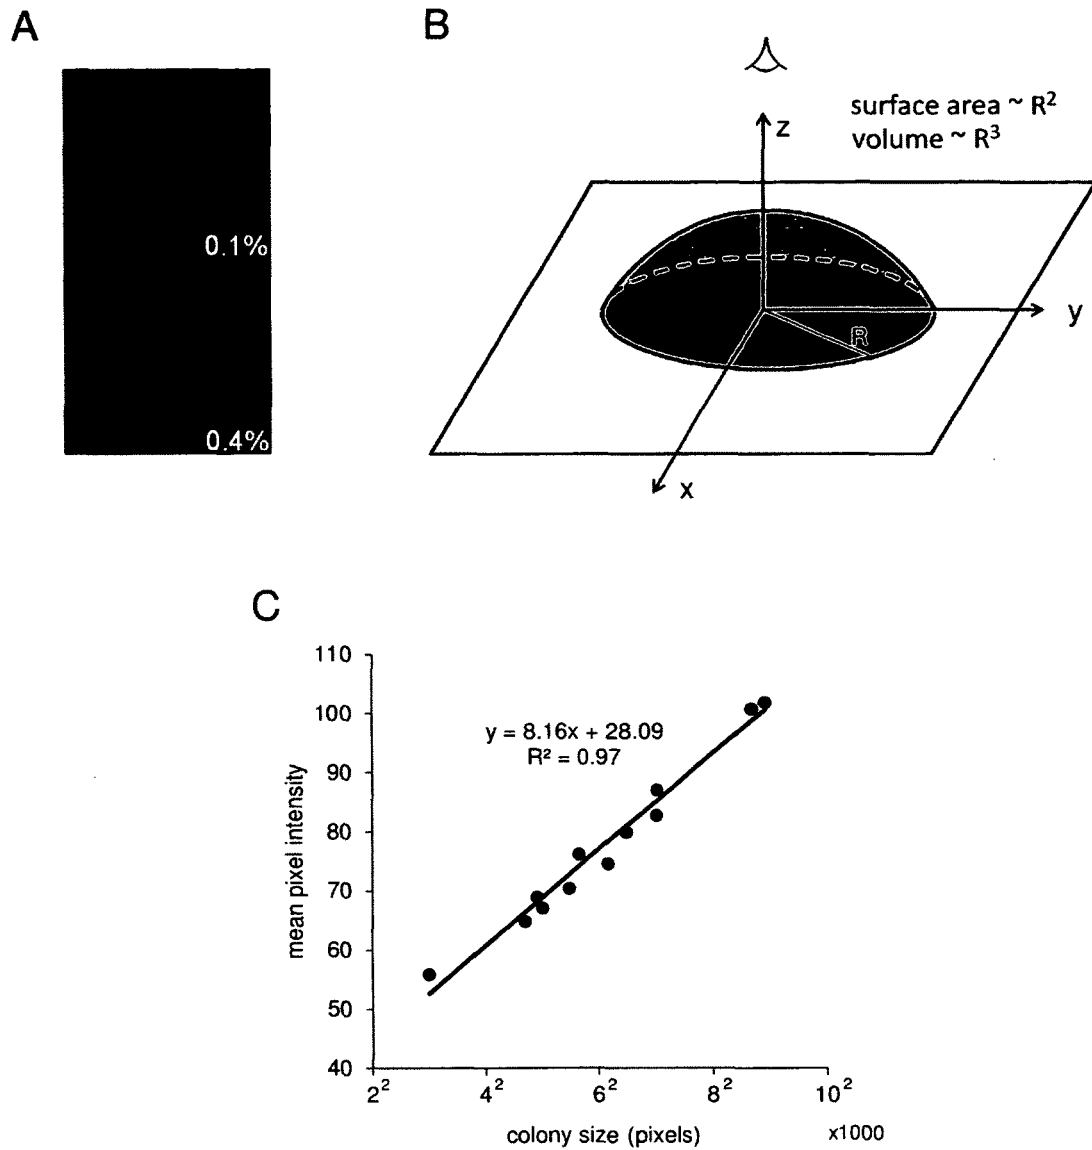 A
0.1%
0.4%
B
surface area ~ R²
volume ~ R³
z
y
R
x
C
110
100
90
80
70
60
50
40
mean pixel intensity
y = 8.16x + 28.09
R² = 0.97
2² 4² 6² 8² 10²
colony size (pixels) x1000